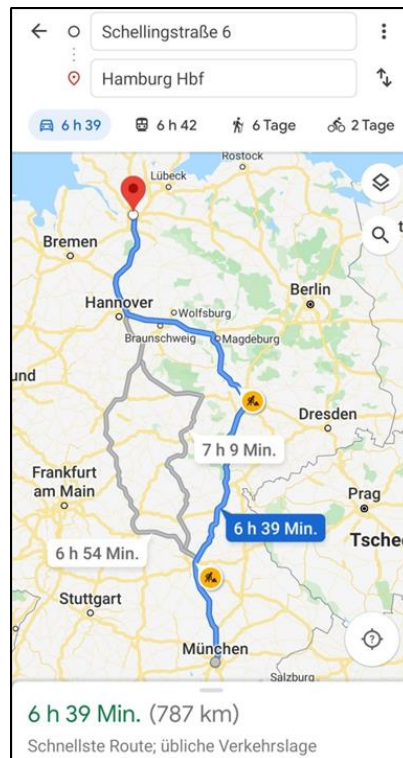 Schellingstraße 6
Hamburg Hbf
6 h 39
6 h 42
6 Tage
2 Tage
Rostock
Lübeck
Bremen
Hannover
Wolfsburg
Berlin
Braunschweig
Magdeburg
und
7 h 9 Min.
Dresden
Frankfurt
am Main
6 h 39 Min.
Prag
Tsche
6 h 54 Min.
Stuttgart
München
Salzburg
6 h 39 Min. (787 km)
Schnellste Route; übliche Verkehrslage